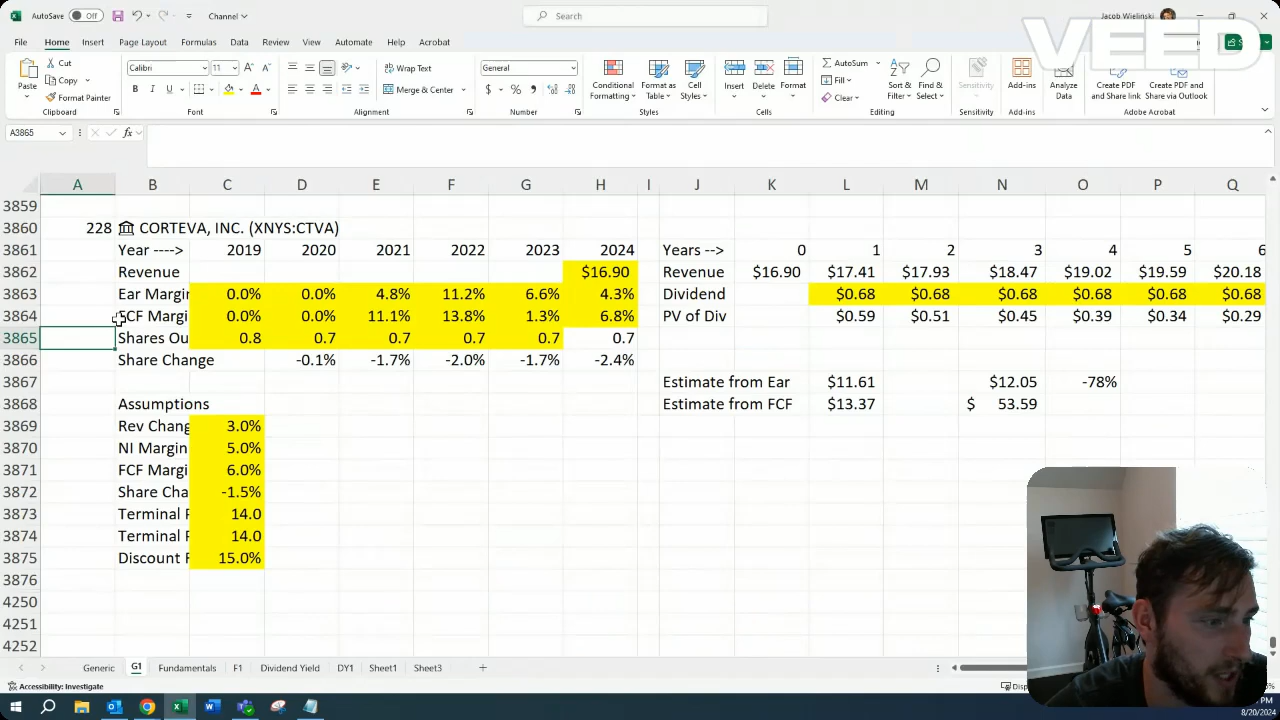 AutoSave Off Channel Search Jacob Wielinski
VEED
File Home Insert Page Layout Formulas Data Review View Automate Help Acrobat
Paste Cut Copy Format Painter Clipboard
Calibri 11 B I U A Font
Wrap Text Merge & Center Alignment
General $ % Number
Conditional Formatting Format as Table Cell Styles Styles
Insert Delete Format Cells
AutoSum Fill Clear Sort & Filter Find & Select Editing
Sensitivity Sensitivity
Add-ins Add-ins
Analyze Data
Create PDF and Share link Create PDF and Share via Outlook Adobe Acrobat
A3865 fx
A B C D E F G H I J K L M N O P Q
3859
3860 228 CORTEVA, INC. (XNYS:CTVA)
3861 Year ----> 2019 2020 2021 2022 2023 2024 Years --> 0 1 2 3 4 5 6
3862 Revenue $16.90 Revenue $16.90 $17.41 $17.93 $18.47 $19.02 $19.59 $20.18
3863 Ear Margin 0.0% 0.0% 4.8% 11.2% 6.6% 4.3% Dividend $0.68 $0.68 $0.68 $0.68 $0.68 $0.68
3864 FCF Margi 0.0% 0.0% 11.1% 13.8% 1.3% 6.8% PV of Div $0.59 $0.51 $0.45 $0.39 $0.34 $0.29
3865 Shares Ou 0.8 0.7 0.7 0.7 0.7 0.7
3866 Share Change -0.1% -1.7% -2.0% -1.7% -2.4%
3867 Estimate from Ear $11.61 $12.05 -78%
3868 Assumptions Estimate from FCF $13.37 $ 53.59
3869 Rev Chang 3.0%
3870 NI Margin 5.0%
3871 FCF Margi 6.0%
3872 Share Cha -1.5%
3873 Terminal P 14.0
3874 Terminal P 14.0
3875 Discount R 15.0%
3876
4250
4251
4252
Generic G1 Fundamentals F1 Dividend Yield DY1 Sheet1 Sheet3
Accessibility: Investigate
8/20/2024